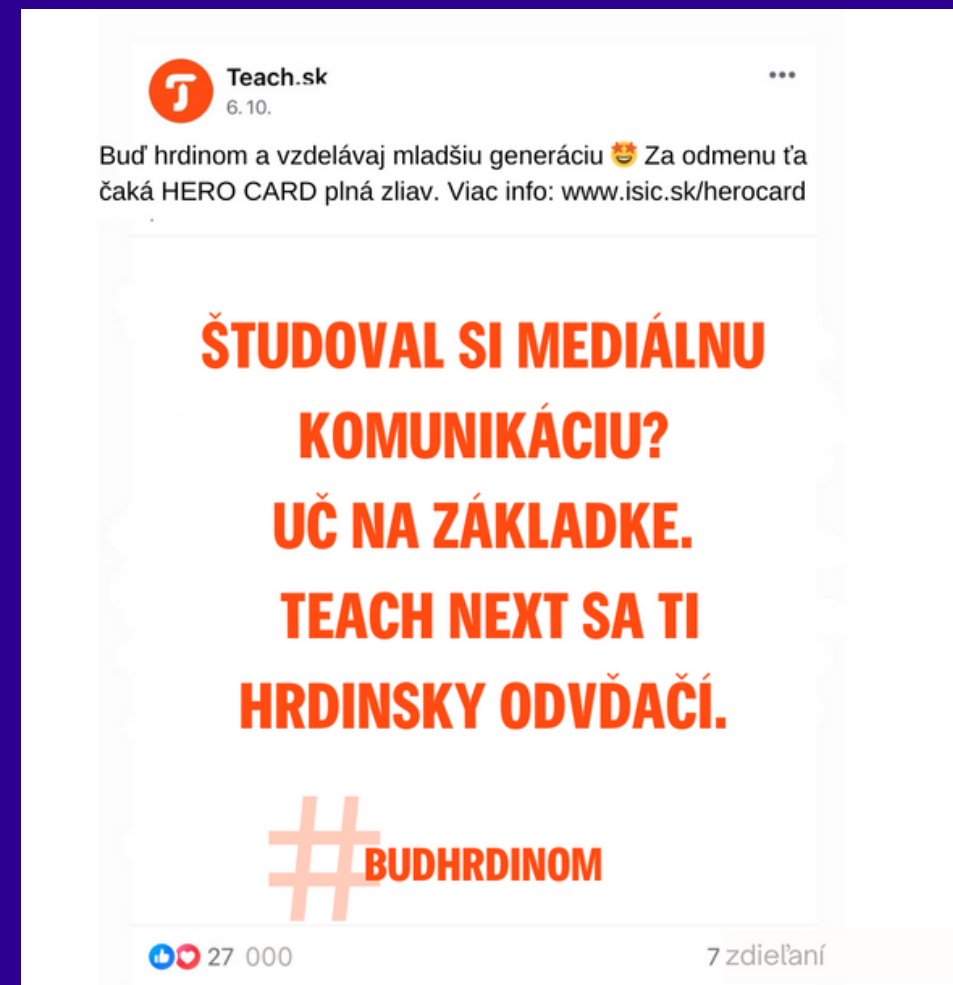 Teach.sk
6. 10.
Buď hrdinom a vzdelávaj mladšiu generáciu 🤩 Za odmenu ťa
čaká HERO CARD plná zliav. Viac info: www.isic.sk/herocard
ŠTUDOVAL SI MEDIÁLNU
KOMUNIKÁCIU?
UČ NA ZÁKLADKE.
TEACH NEXT SA TI
HRDINSKY ODVĎAČÍ.
#BUDHRDINOM
27 000
7 zdieľaní